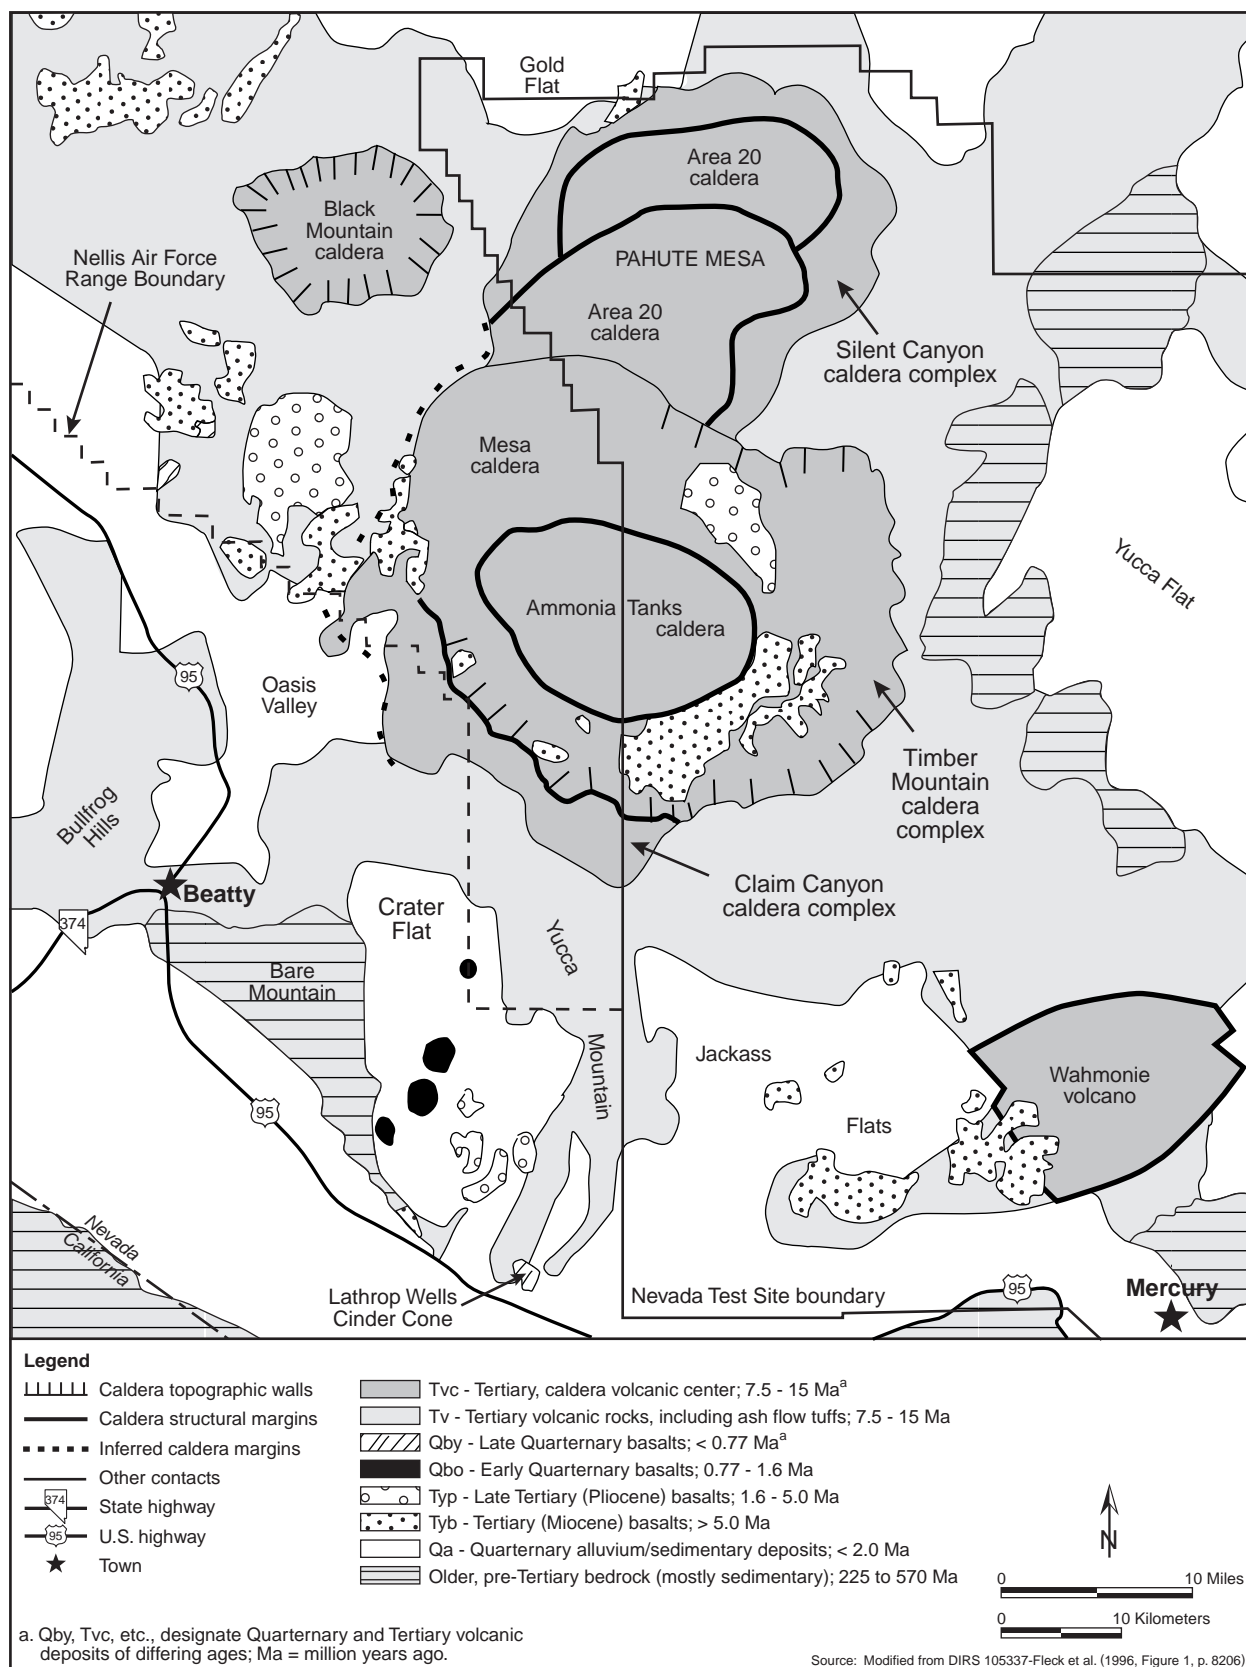 Gold
Flat
Area 20
caldera
Black
Mountain
caldera
Nellis Air Force
Range Boundary
PAHUTE MESA
Area 20
caldera
Silent Canyon
caldera complex
Mesa
caldera
Yucca Flat
Ammonia Tanks
caldera
95
Oasis
Valley
Timber
Mountain
caldera
complex
Bullfrog
Hills
Claim Canyon
caldera complex
Beatty
374
Crater
Flat
Yucca
Mountain
Bare
Mountain
Jackass
Flats
Wahmonie
volcano
95
Nevada
California
Lathrop Wells
Cinder Cone
Nevada Test Site boundary
95
Mercury
Legend
Caldera topographic walls
Caldera structural margins
Inferred caldera margins
Other contacts
374 State highway
95 U.S. highway
Town
Tvc - Tertiary, caldera volcanic center; 7.5 - 15 Maª
Tv - Tertiary volcanic rocks, including ash flow tuffs; 7.5 - 15 Ma
Qby - Late Quarternary basalts; < 0.77 Maª
Qbo - Early Quarternary basalts; 0.77 - 1.6 Ma
Typ - Late Tertiary (Pliocene) basalts; 1.6 - 5.0 Ma
Tyb - Tertiary (Miocene) basalts; > 5.0 Ma
Qa - Quarternary alluvium/sedimentary deposits; < 2.0 Ma
Older, pre-Tertiary bedrock (mostly sedimentary); 225 to 570 Ma
N
0 10 Miles
0 10 Kilometers
a. Qby, Tvc, etc., designate Quarternary and Tertiary volcanic
deposits of differing ages; Ma = million years ago.
Source: Modified from DIRS 105337-Fleck et al. (1996, Figure 1, p. 8206)